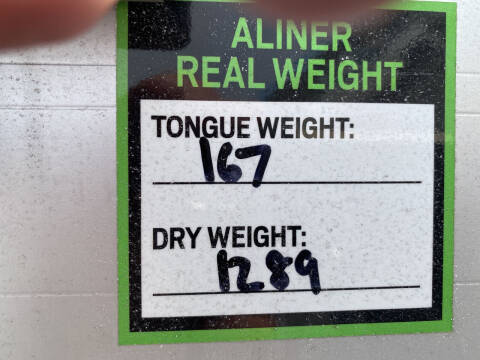 ALINER
REAL WEIGHT
TONGUE WEIGHT:
167
DRY WEIGHT:
1289